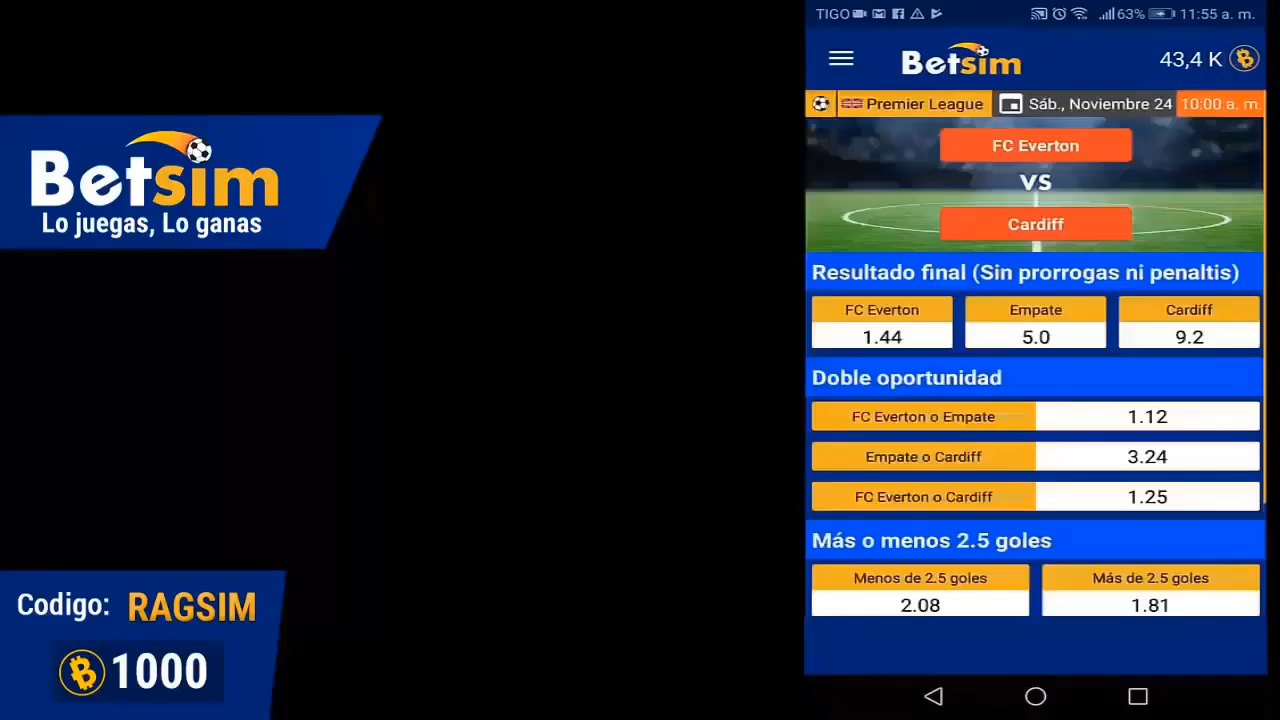 Betsim
Lo juegas, Lo ganas
Codigo: RAGSIM
1000
TIGO 63% 11:55 a. m.
Betsim 43,4 K
Premier League Sáb., Noviembre 24 10:00 a. m.
FC Everton
VS
Cardiff
Resultado final (Sin prorrogas ni penaltis)
FC Everton Empate Cardiff
1.44 5.0 9.2
Doble oportunidad
FC Everton o Empate 1.12
Empate o Cardiff 3.24
FC Everton o Cardiff 1.25
Más o menos 2.5 goles
Menos de 2.5 goles Más de 2.5 goles
2.08 1.81